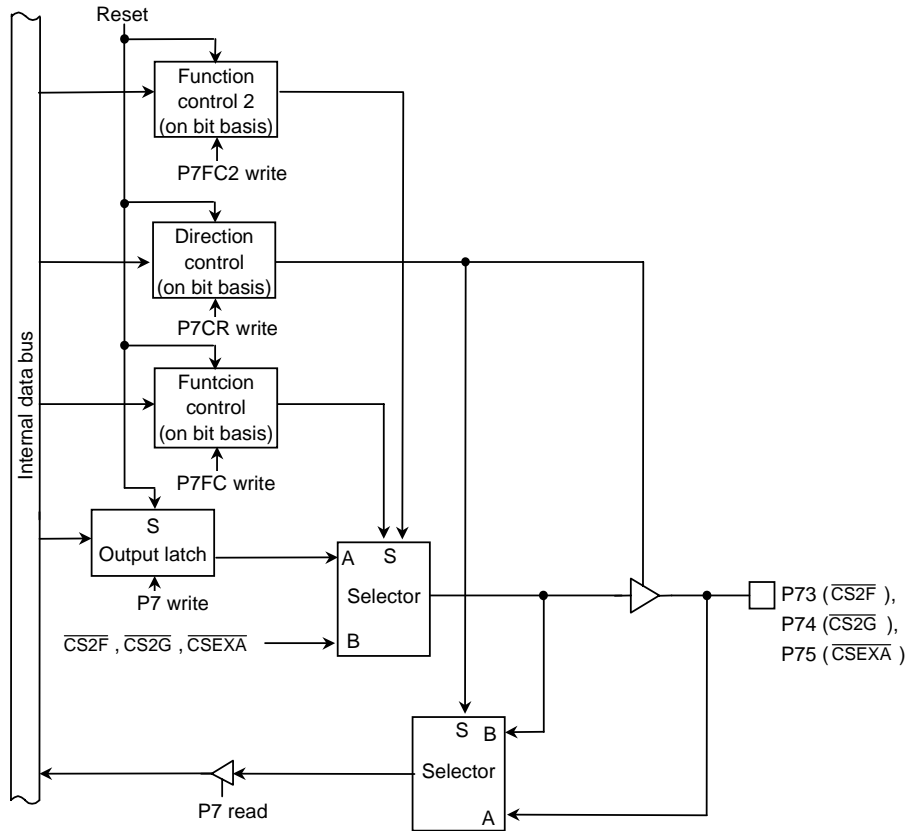 Reset
Function
control 2
(on bit basis)
P7FC2 write
Direction
control
(on bit basis)
P7CR write
Internal data bus
Funtcion
control
(on bit basis)
P7FC write
S
Output latch
P7 write
A S
Selector
B
CS2F , CS2G , CSEXA
P73 (CS2F ),
P74 (CS2G ),
P75 (CSEXA )
S B
Selector
A
P7 read